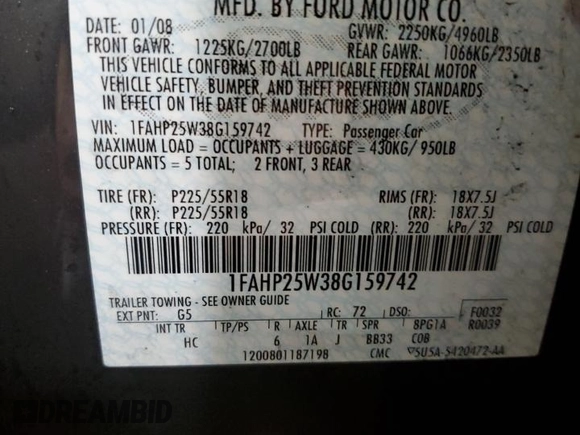 MFD. BY FORD MOTOR CO.
DATE: 01/08 GVWR: 2250KG/4960LB
FRONT GAWR: 1225KG/2700LB REAR GAWR: 1066KG/2350LB
THIS VEHICLE CONFORMS TO ALL APPLICABLE FEDERAL MOTOR
VEHICLE SAFETY, BUMPER, AND THEFT PREVENTION STANDARDS
IN EFFECT ON THE DATE OF MANUFACTURE SHOWN ABOVE.
VIN: 1FAHP25W38G159742 TYPE: Passenger Car
MAXIMUM LOAD = OCCUPANTS + LUGGAGE = 430KG/ 950LB
OCCUPANTS = 5 TOTAL; 2 FRONT, 3 REAR
TIRE (FR): P225/55R18 RIMS (FR): 18X7.5J
(RR): P225/55R18 (RR): 18X7.5J
PRESSURE (FR): 220 kPa/ 32 PSI COLD (RR): 220 kPa/ 32 PSI COLD
1FAHP25W38G159742
TRAILER TOWING - SEE OWNER GUIDE
EXT PNT: G5 RC: 72 DSO: F0032
R0039
INT TR TP/PS R AXLE TR SPR BPG1A
HC 6 1A J BB33 COB
1200801187198 CMC 5U5A-5420472-AA
DREAMBID